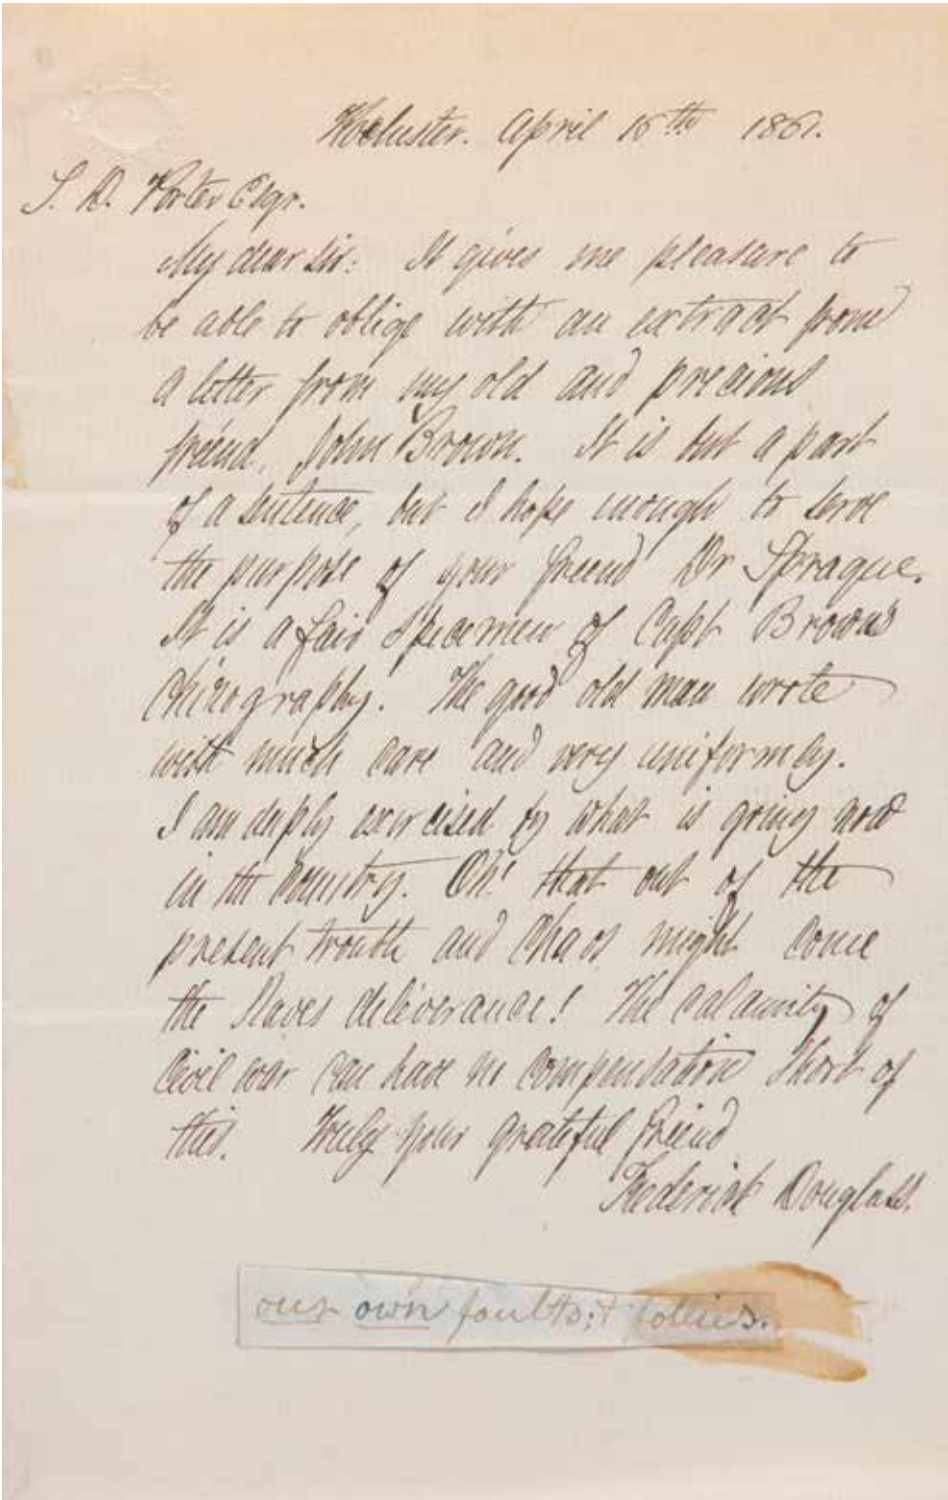 Rochester. April 16th 1861.
S. D. Porter Esqr.
My dear Sir: It gives me pleasure to
be able to oblige with an extract from
a letter from my old and precious
friend, John Brown. It is but a part
of a sentence, but I hope enough to serve
the purpose of your friend Dr Sprague.
It is a fair specimen of Capt Brown's
Chirography. The good old man wrote
with much care and very uniformly.
I am deeply exercised by what is going now
in the country. Oh! that out of the
present trouble and chaos might come
the slaves deliverance! The calamity of
civil war can have no compensation short of
this. Truly your grateful friend
Frederick Douglass.
our own faults; & follies.